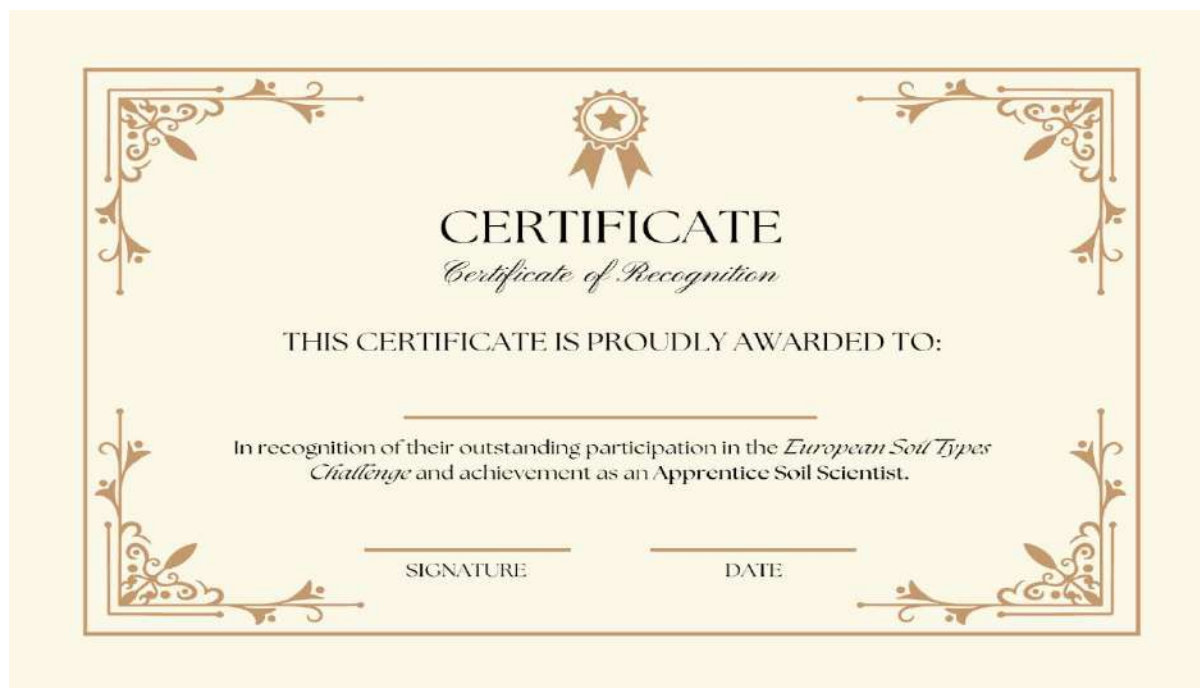 CERTIFICATE
Certificate of Recognition
THIS CERTIFICATE IS PROUDLY AWARDED TO:
In recognition of their outstanding participation in the European Soil Types
Challenge and achievement as an Apprentice Soil Scientist.
SIGNATURE DATE